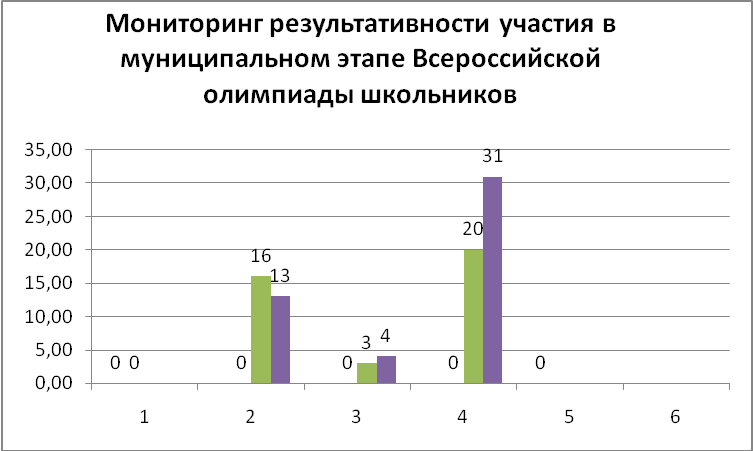 Мониторинг результативности участия в
муниципальном этапе Всероссийской
олимпиады школьников
35,00
30,00
25,00
20,00
15,00
10,00
5,00
0,00
0 0
0 16 13
0 3 4
0 20 31
0
1 2 3 4 5 6